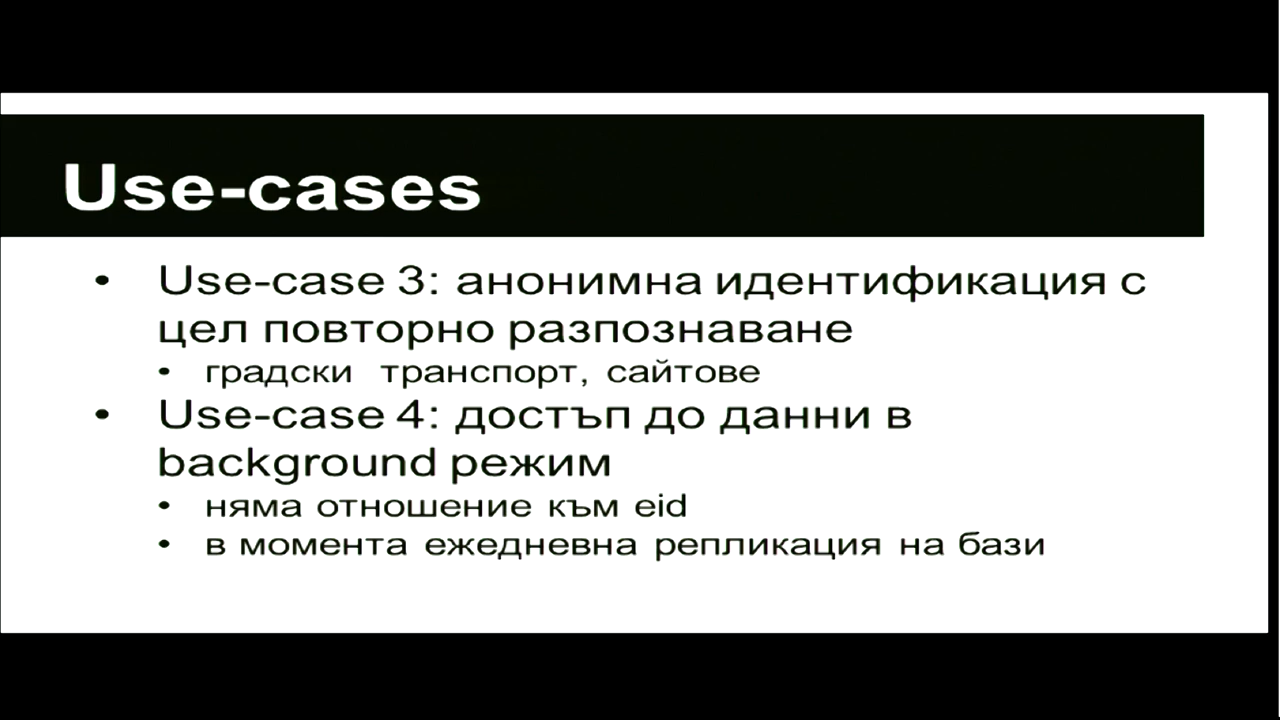 Use-cases
• Use-case 3: анонимна идентификация с
цел повторно разпознаване
• градски транспорт, сайтове
• Use-case 4: достъп до данни в
background режим
• няма отношение към eid
• в момента ежедневна репликация на бази